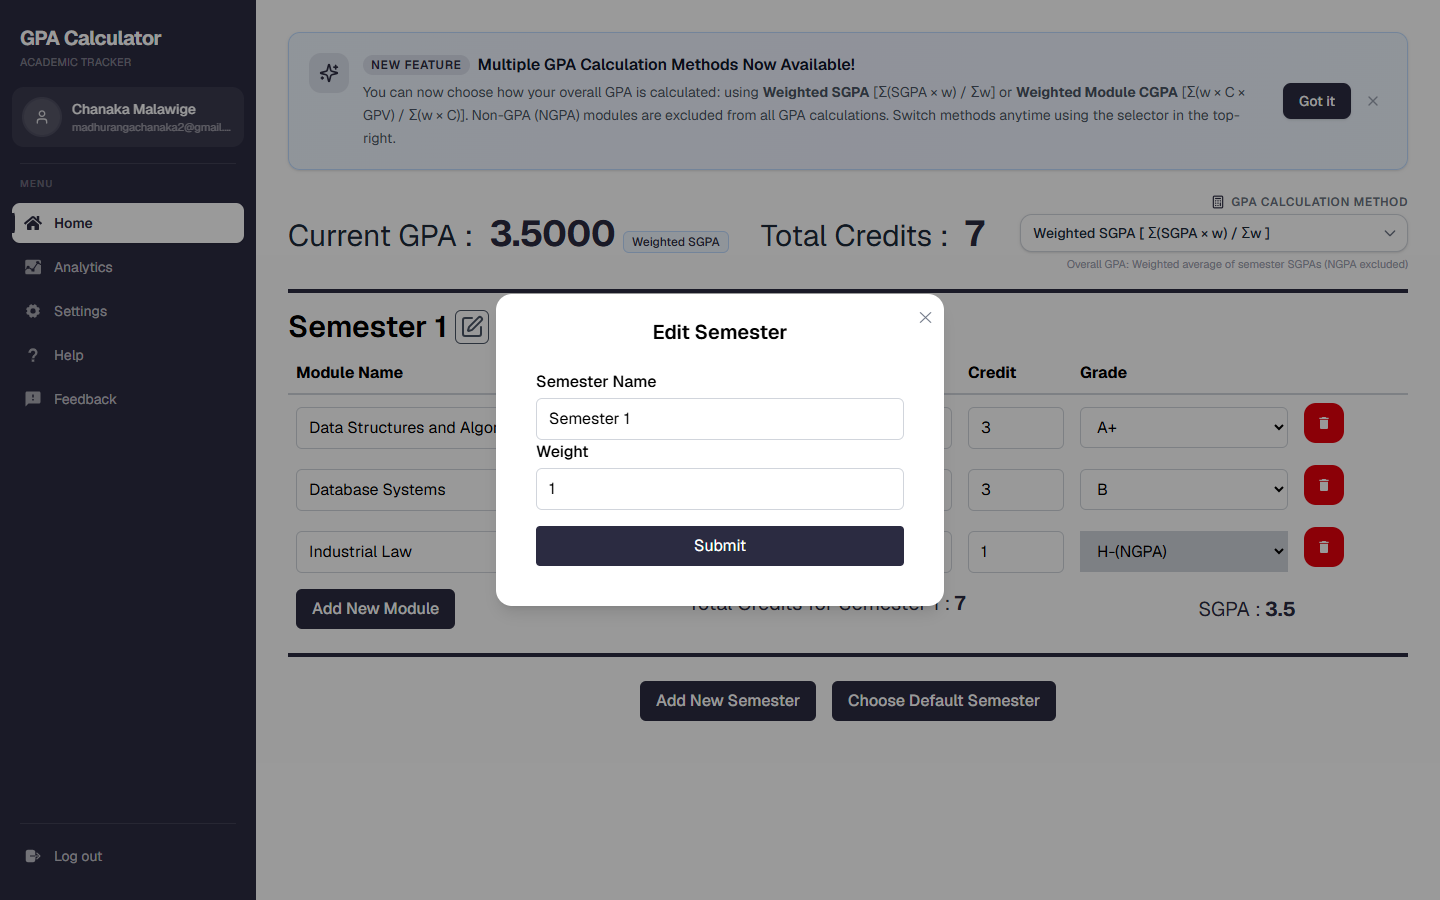 GPA Calculator
ACADEMIC TRACKER
Chanaka Malawige
madhurangachanaka2@gmail....
MENU
Home
Analytics
Settings
Help
Feedback
Log out
NEW FEATURE Multiple GPA Calculation Methods Now Available!
You can now choose how your overall GPA is calculated: using Weighted SGPA [Σ(SGPA × w) / Σw] or Weighted Module CGPA [Σ(w × C ×
GPV) / Σ(w × C)]. Non-GPA (NGPA) modules are excluded from all GPA calculations. Switch methods anytime using the selector in the top-
right.
Got it
GPA CALCULATION METHOD
Current GPA : 3.5000 Weighted SGPA Total Credits : 7
Weighted SGPA [ Σ(SGPA × w) / Σw ]
Overall GPA: Weighted average of semester SGPAs (NGPA excluded)
Semester 1
Module Name Credit Grade
Data Structures and Algor 3 A+
Database Systems 3 B
Industrial Law 1 H-(NGPA)
Add New Module Total Credits for Semester 1 : 7 SGPA : 3.5
Add New Semester Choose Default Semester
Edit Semester
Semester Name
Semester 1
Weight
1
Submit